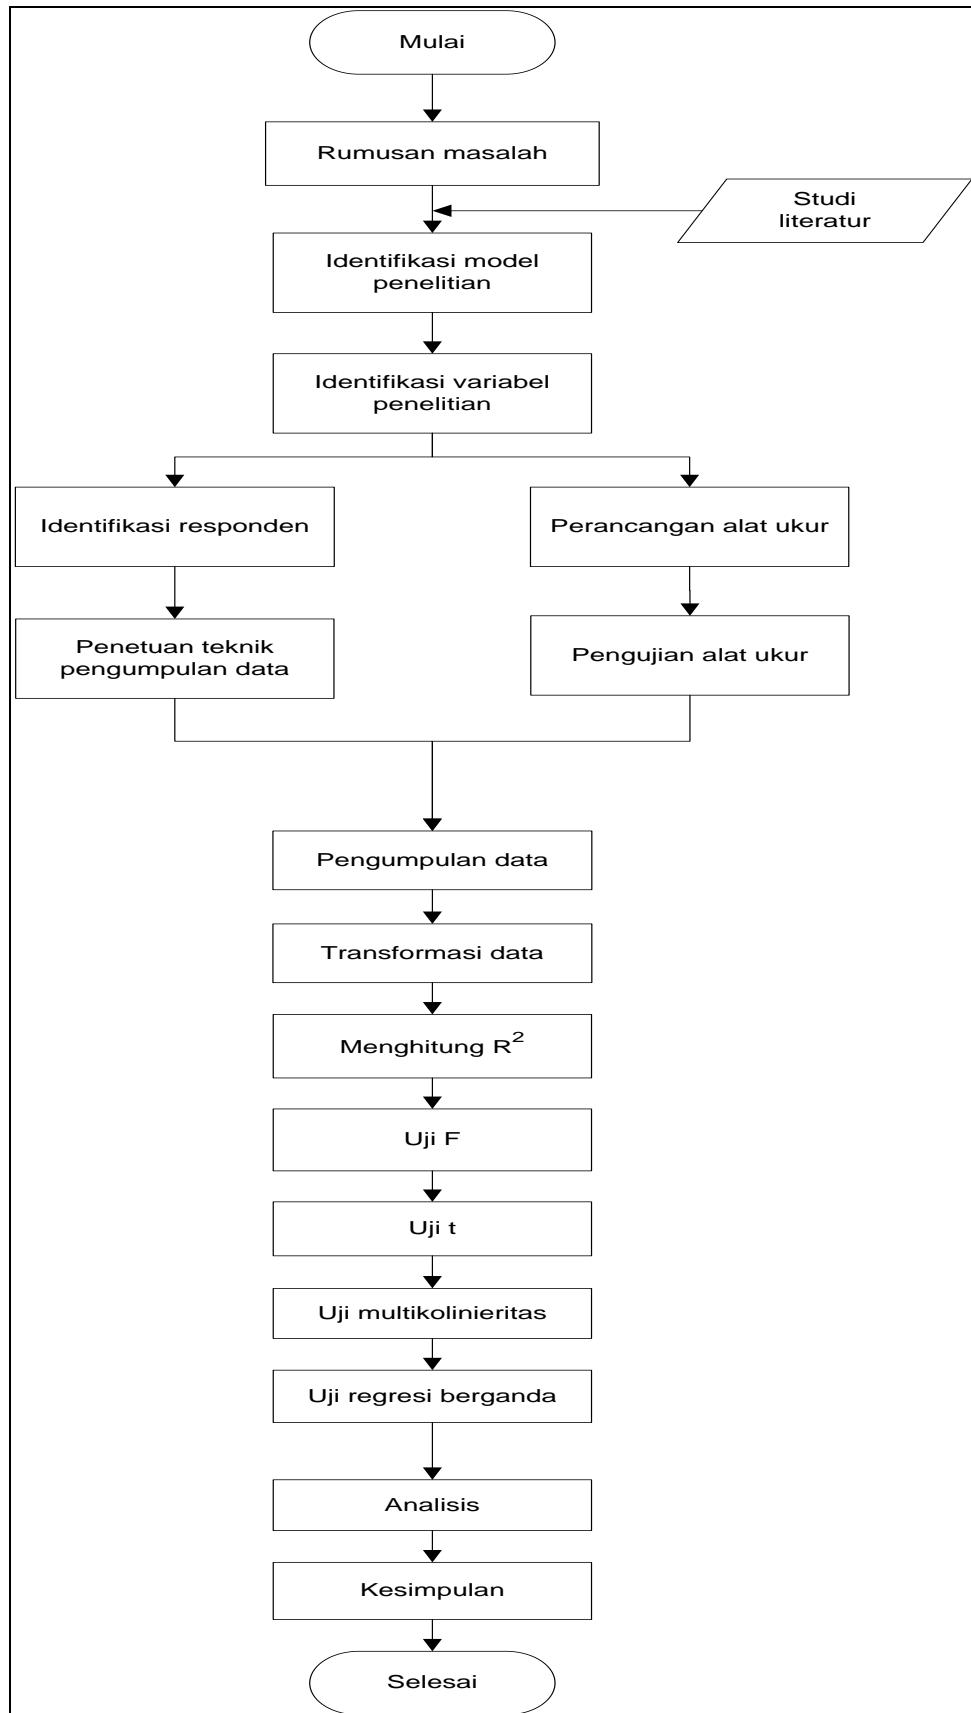 Mulai
Rumusan masalah
Studi
literatur
Identifikasi model
penelitian
Identifikasi variabel
penelitian
Identifikasi responden
Perancangan alat ukur
Penetuan teknik
pengumpulan data
Pengujian alat ukur
Pengumpulan data
Transformasi data
Menghitung R²
Uji F
Uji t
Uji multikolinieritas
Uji regresi berganda
Analisis
Kesimpulan
Selesai